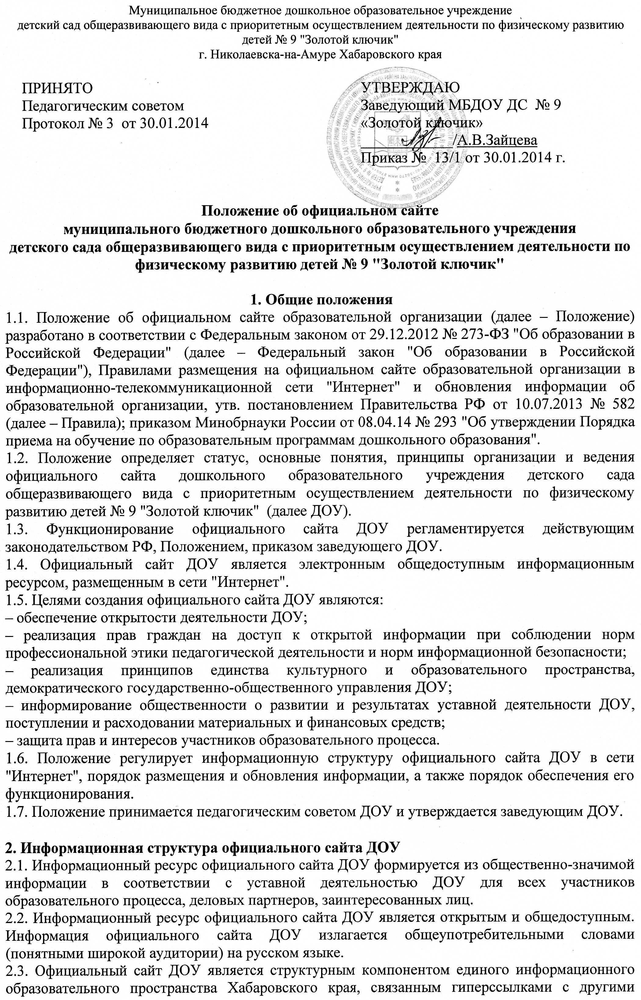 Муниципальное бюджетное дошкольное образовательное учреждение
детский сад общеразвивающего вида с приоритетным осуществлением деятельности по физическому развитию
детей № 9 "Золотой ключик"
г. Николаевска-на-Амуре Хабаровского края
ПРИНЯТО
Педагогическим советом
Протокол № 3 от 30.01.2014
УТВЕРЖДАЮ
Заведующий МБДОУ ДС № 9
«Золотой ключик»
/А.В.Зайцева
Приказ № 13/1 от 30.01.2014 г.
Положение об официальном сайте
муниципального бюджетного дошкольного образовательного учреждения
детского сада общеразвивающего вида с приоритетным осуществлением деятельности по
физическому развитию детей № 9 "Золотой ключик"
1. Общие положения
1.1. Положение об официальном сайте образовательной организации (далее – Положение)
разработано в соответствии с Федеральным законом от 29.12.2012 № 273-ФЗ "Об образовании в
Российской Федерации" (далее – Федеральный закон "Об образовании в Российской
Федерации"), Правилами размещения на официальном сайте образовательной организации в
информационно-телекоммуникационной сети "Интернет" и обновления информации об
образовательной организации, утв. постановлением Правительства РФ от 10.07.2013 № 582
(далее – Правила); приказом Минобрнауки России от 08.04.14 № 293 "Об утверждении Порядка
приема на обучение по образовательным программам дошкольного образования".
1.2. Положение определяет статус, основные понятия, принципы организации и ведения
официального сайта дошкольного образовательного учреждения детского сада
общеразвивающего вида с приоритетным осуществлением деятельности по физическому
развитию детей № 9 "Золотой ключик" (далее ДОУ).
1.3. Функционирование официального сайта ДОУ регламентируется действующим
законодательством РФ, Положением, приказом заведующего ДОУ.
1.4. Официальный сайт ДОУ является электронным общедоступным информационным
ресурсом, размещенным в сети "Интернет".
1.5. Целями создания официального сайта ДОУ являются:
– обеспечение открытости деятельности ДОУ;
– реализация прав граждан на доступ к открытой информации при соблюдении норм
профессиональной этики педагогической деятельности и норм информационной безопасности;
– реализация принципов единства культурного и образовательного пространства,
демократического государственно-общественного управления ДОУ;
– информирование общественности о развитии и результатах уставной деятельности ДОУ,
поступлении и расходовании материальных и финансовых средств;
– защита прав и интересов участников образовательного процесса.
1.6. Положение регулирует информационную структуру официального сайта ДОУ в сети
"Интернет", порядок размещения и обновления информации, а также порядок обеспечения его
функционирования.
1.7. Положение принимается педагогическим советом ДОУ и утверждается заведующим ДОУ.
2. Информационная структура официального сайта ДОУ
2.1. Информационный ресурс официального сайта ДОУ формируется из общественно-значимой
информации в соответствии с уставной деятельностью ДОУ для всех участников
образовательного процесса, деловых партнеров, заинтересованных лиц.
2.2. Информационный ресурс официального сайта ДОУ является открытым и общедоступным.
Информация официального сайта ДОУ излагается общеупотребительными словами
(понятными широкой аудитории) на русском языке.
2.3. Официальный сайт ДОУ является структурным компонентом единого информационного
образовательного пространства Хабаровского края, связанным гиперссылками с другими